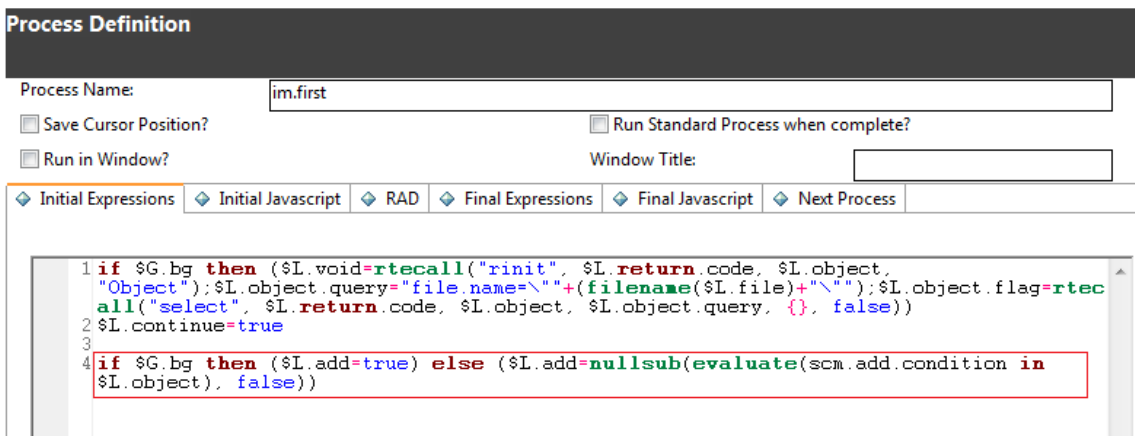 Process Definition
Process Name: im.first
Save Cursor Position? Run Standard Process when complete?
Run in Window? Window Title:
Initial Expressions Initial Javascript RAD Final Expressions Final Javascript Next Process
1 if $G.bg then ($L.void=rtecall("rinit", $L.return.code, $L.object,
"Object");$L.object.query="file.name=\""+(filename($L.file)+"\"");$L.object.flag=rtec
all("select", $L.return.code, $L.object, $L.object.query, {}, false))
2 $L.continue=true
3
4 if $G.bg then ($L.add=true) else ($L.add=nullsub(evaluate(scm.add.condition in
$L.object), false))